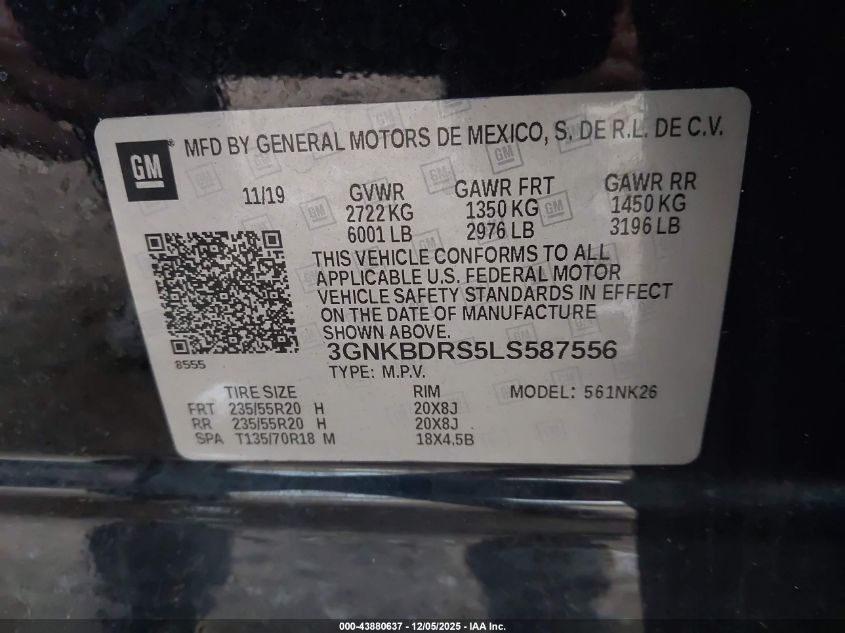 GM
MFD BY GENERAL MOTORS DE MEXICO, S. DE R.L. DE C.V.
11/19 GVWR GAWR FRT GAWR RR
2722 KG 1350 KG 1450 KG
6001 LB 2976 LB 3196 LB
THIS VEHICLE CONFORMS TO ALL
APPLICABLE U.S. FEDERAL MOTOR
VEHICLE SAFETY STANDARDS IN EFFECT
ON THE DATE OF MANUFACTURE
SHOWN ABOVE.
8555
3GNKBDRS5LS587556
TYPE: M.P.V.
TIRE SIZE RIM MODEL: 561NK26
FRT 235/55R20 H 20X8J
RR 235/55R20 H 20X8J
SPA T135/70R18 M 18X4.5B
000-43880637 - 12/05/2025 - IAA Inc.